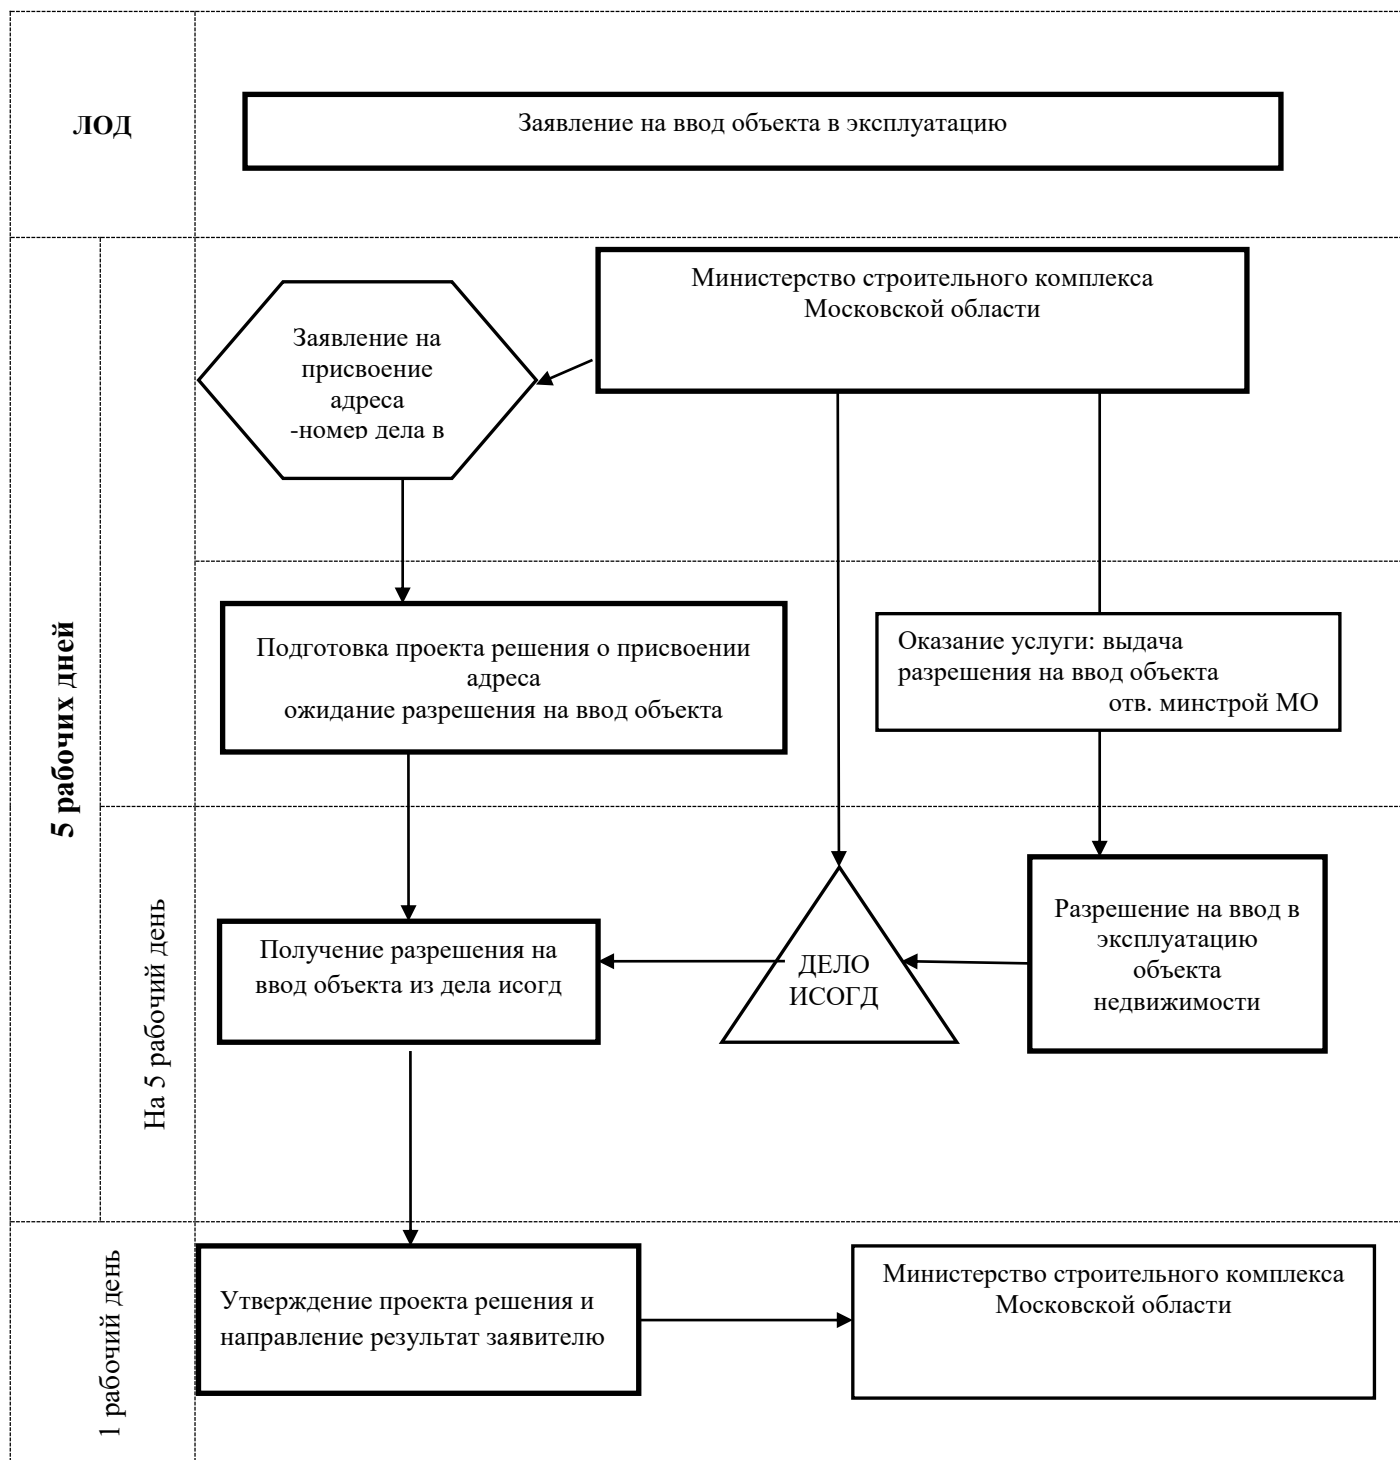 ЛОД
Заявление на ввод объекта в эксплуатацию
5 рабочих дней
Министерство строительного комплекса
Московской области
Заявление на
присвоение
адреса
-номер дела в
Подготовка проекта решения о присвоении
адреса
ожидание разрешения на ввод объекта
Оказание услуги: выдача
разрешения на ввод объекта
отв. минстрой МО
На 5 рабочий день
Получение разрешения на
ввод объекта из дела исогд
ДЕЛО
ИСОГД
Разрешение на ввод в
эксплуатацию
объекта
недвижимости
1 рабочий день
Утверждение проекта решения и
направление результат заявителю
Министерство строительного комплекса
Московской области